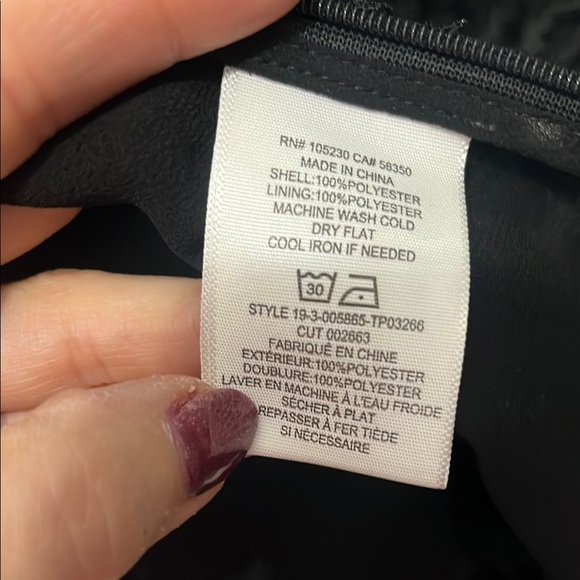 RN# 105230 CA# 58350
MADE IN CHINA
SHELL:100%POLYESTER
LINING:100%POLYESTER
MACHINE WASH COLD
DRY FLAT
COOL IRON IF NEEDED
30
STYLE 19-3-005865-TP03266
CUT 002663
FABRIQUÉ EN CHINE
EXTÉRIEUR:100%POLYESTER
DOUBLURE:100%POLYESTER
LAVER EN MACHINE À L'EAU FROIDE
SÉCHER À PLAT
REPASSER À FER TIÈDE
SI NÉCESSAIRE